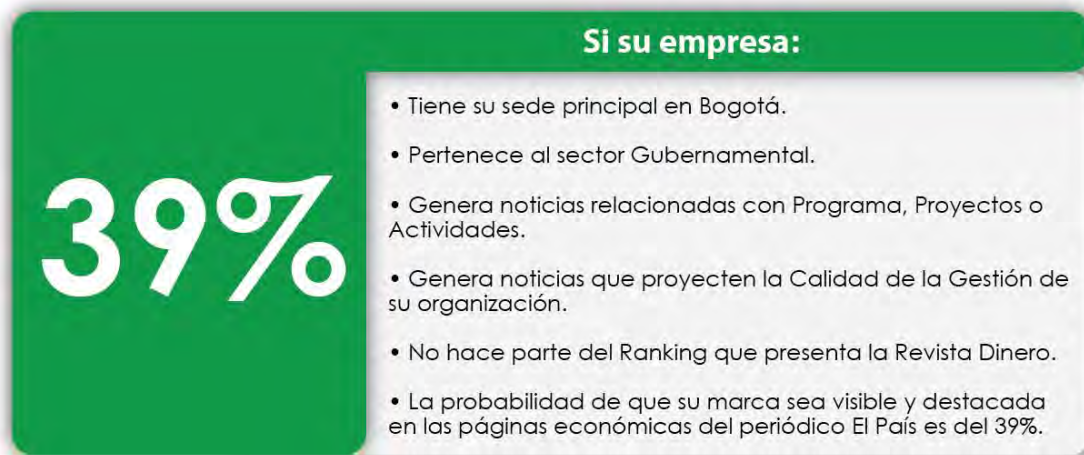 Si su empresa:
39%
• Tiene su sede principal en Bogotá.
• Pertenece al sector Gubernamental.
• Genera noticias relacionadas con Programa, Proyectos o
Actividades.
• Genera noticias que proyecten la Calidad de la Gestión de
su organización.
• No hace parte del Ranking que presenta la Revista Dinero.
• La probabilidad de que su marca sea visible y destacada
en las páginas económicas del periódico El País es del 39%.